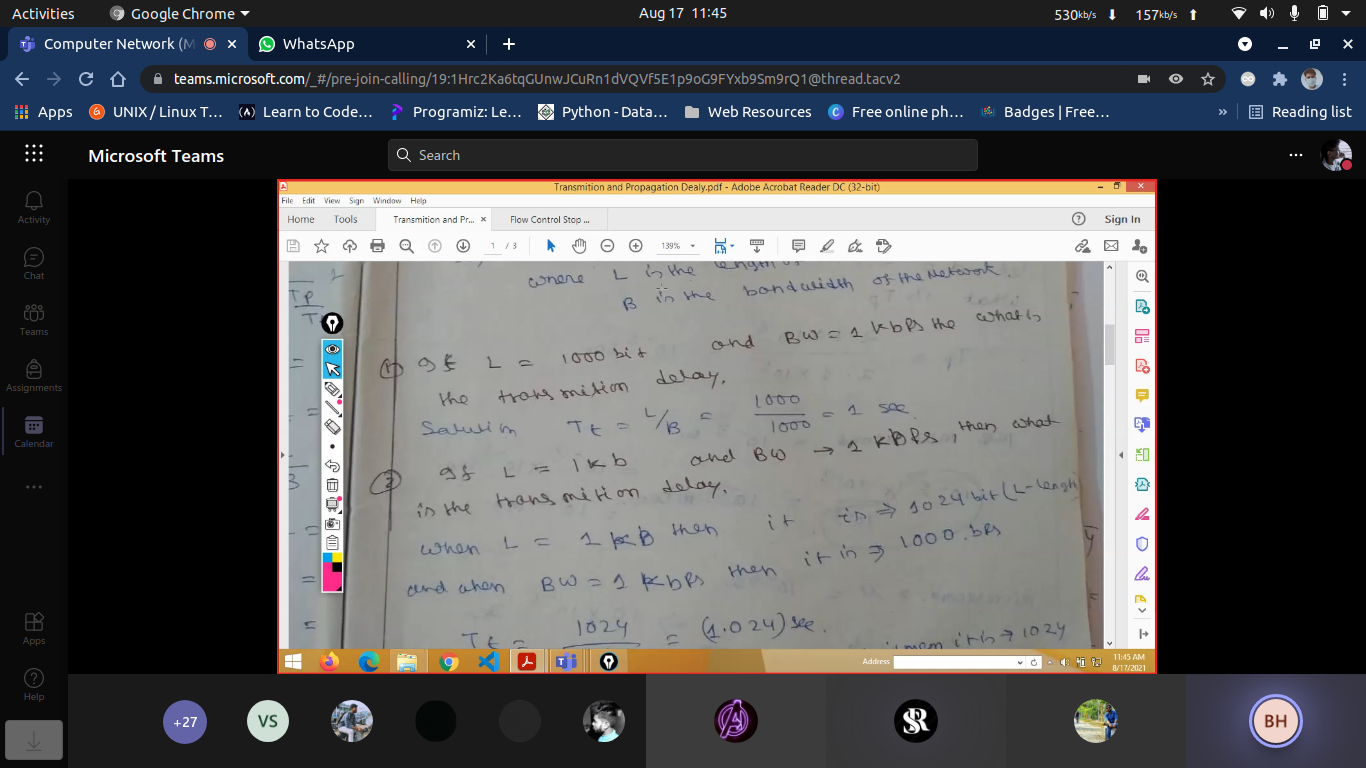 Activities
Google Chrome
Aug 17 11:45
530kb/s
157kb/s
Computer Network (M
WhatsApp
teams.microsoft.com/_#/pre-join-calling/19:1Hrc2Ka6tqGUnwJCuRn1dVQVf5E1p9oG9FYxb9Sm9rQ1@thread.tacv2
Apps
UNIX / Linux T...
Learn to Code...
Programiz: Le...
Python - Data...
Web Resources
Free online ph...
Badges | Free...
»
Reading list
Microsoft Teams
Search
Activity
Chat
Teams
Assignments
Calendar
Apps
Help
Transmition and Propagation Dealy.pdf - Adobe Acrobat Reader DC (32-bit)
File Edit View Sign Window Help
Home
Tools
Transmition and Pr...
Flow Control Stop ...
Sign In
1 / 3
139%
where L is the length of
B is the bandwidth of the Network.
Tp
① If L = 1000 bit and BW = 1 kbps the what is
the transmition delay.
Solution Tt = L/B = 1000/1000 = 1 sec.
② If L = 1kb and BW → 1 KBPs, then what
is the transmition delay.
when L = 1 KB then it is ⇒ 1024 bit (L-length
and when BW = 1 kbps then it is ⇒ 1000.bps
Tt = 1024 = (1.024) sec.
it is → 1024
Address
11:45 AM
8/17/2021
+27
VS
SR
BH